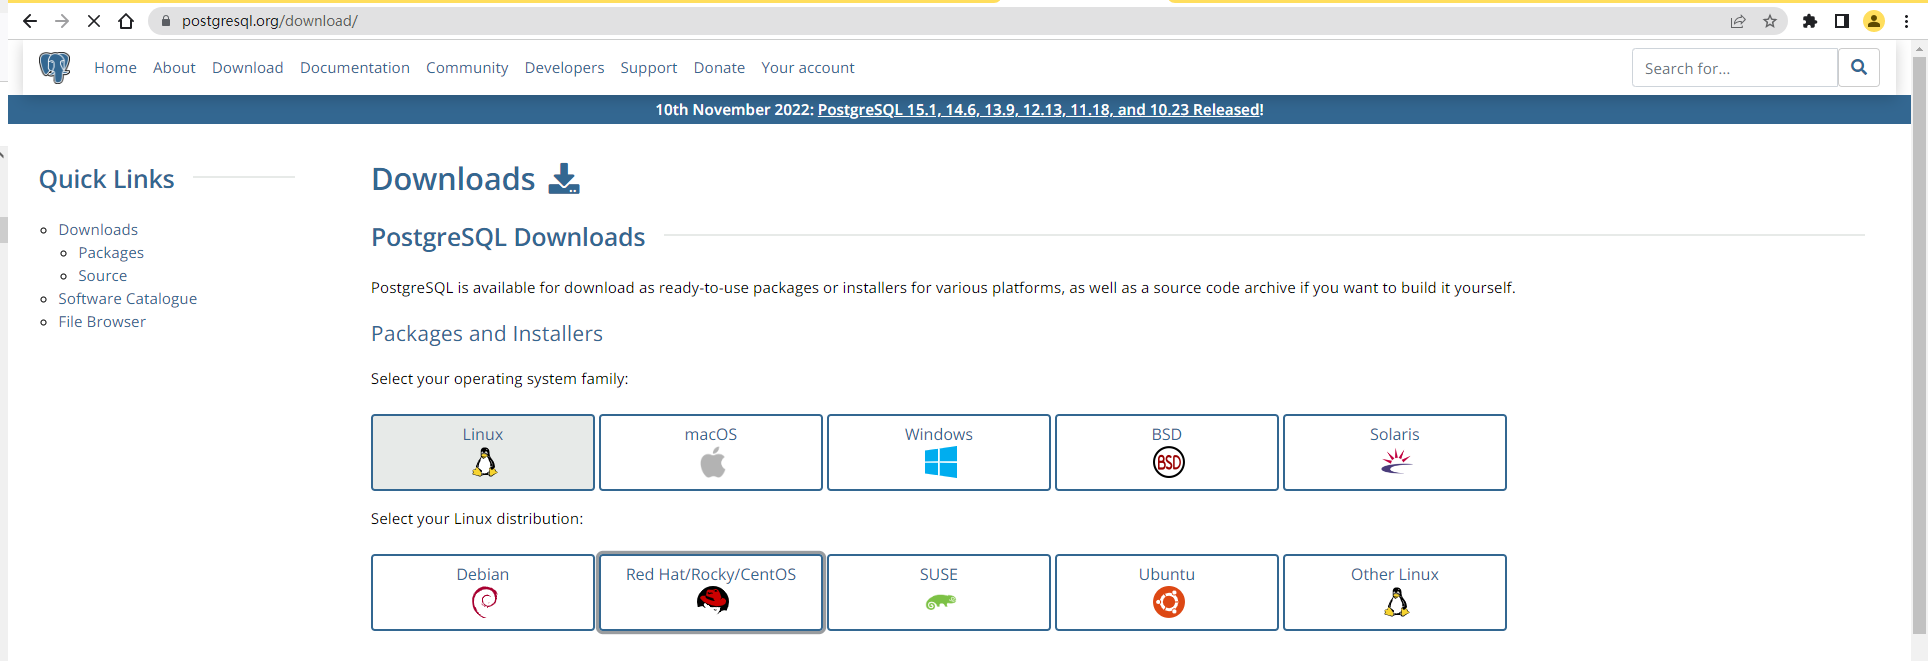 postgresql.org/download/
Home About Download Documentation Community Developers Support Donate Your account Search for...
10th November 2022: PostgreSQL 15.1, 14.6, 13.9, 12.13, 11.18, and 10.23 Released!
Quick Links
Downloads
Packages
Source
Software Catalogue
File Browser
Downloads
PostgreSQL Downloads
PostgreSQL is available for download as ready-to-use packages or installers for various platforms, as well as a source code archive if you want to build it yourself.
Packages and Installers
Select your operating system family:
Linux macOS Windows BSD Solaris
BSD
Select your Linux distribution:
Debian Red Hat/Rocky/CentOS SUSE Ubuntu Other Linux